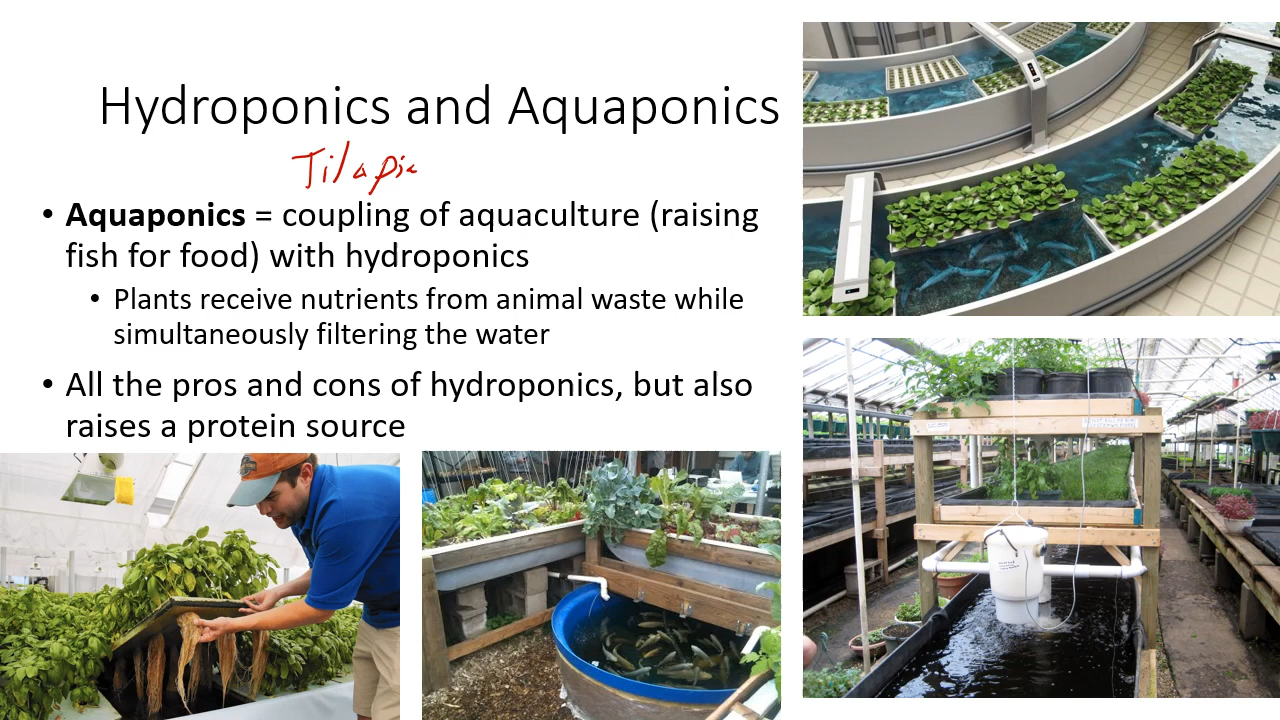 Hydroponics and Aquaponics
Tilapia
• Aquaponics = coupling of aquaculture (raising
fish for food) with hydroponics
• Plants receive nutrients from animal waste while
simultaneously filtering the water
• All the pros and cons of hydroponics, but also
raises a protein source